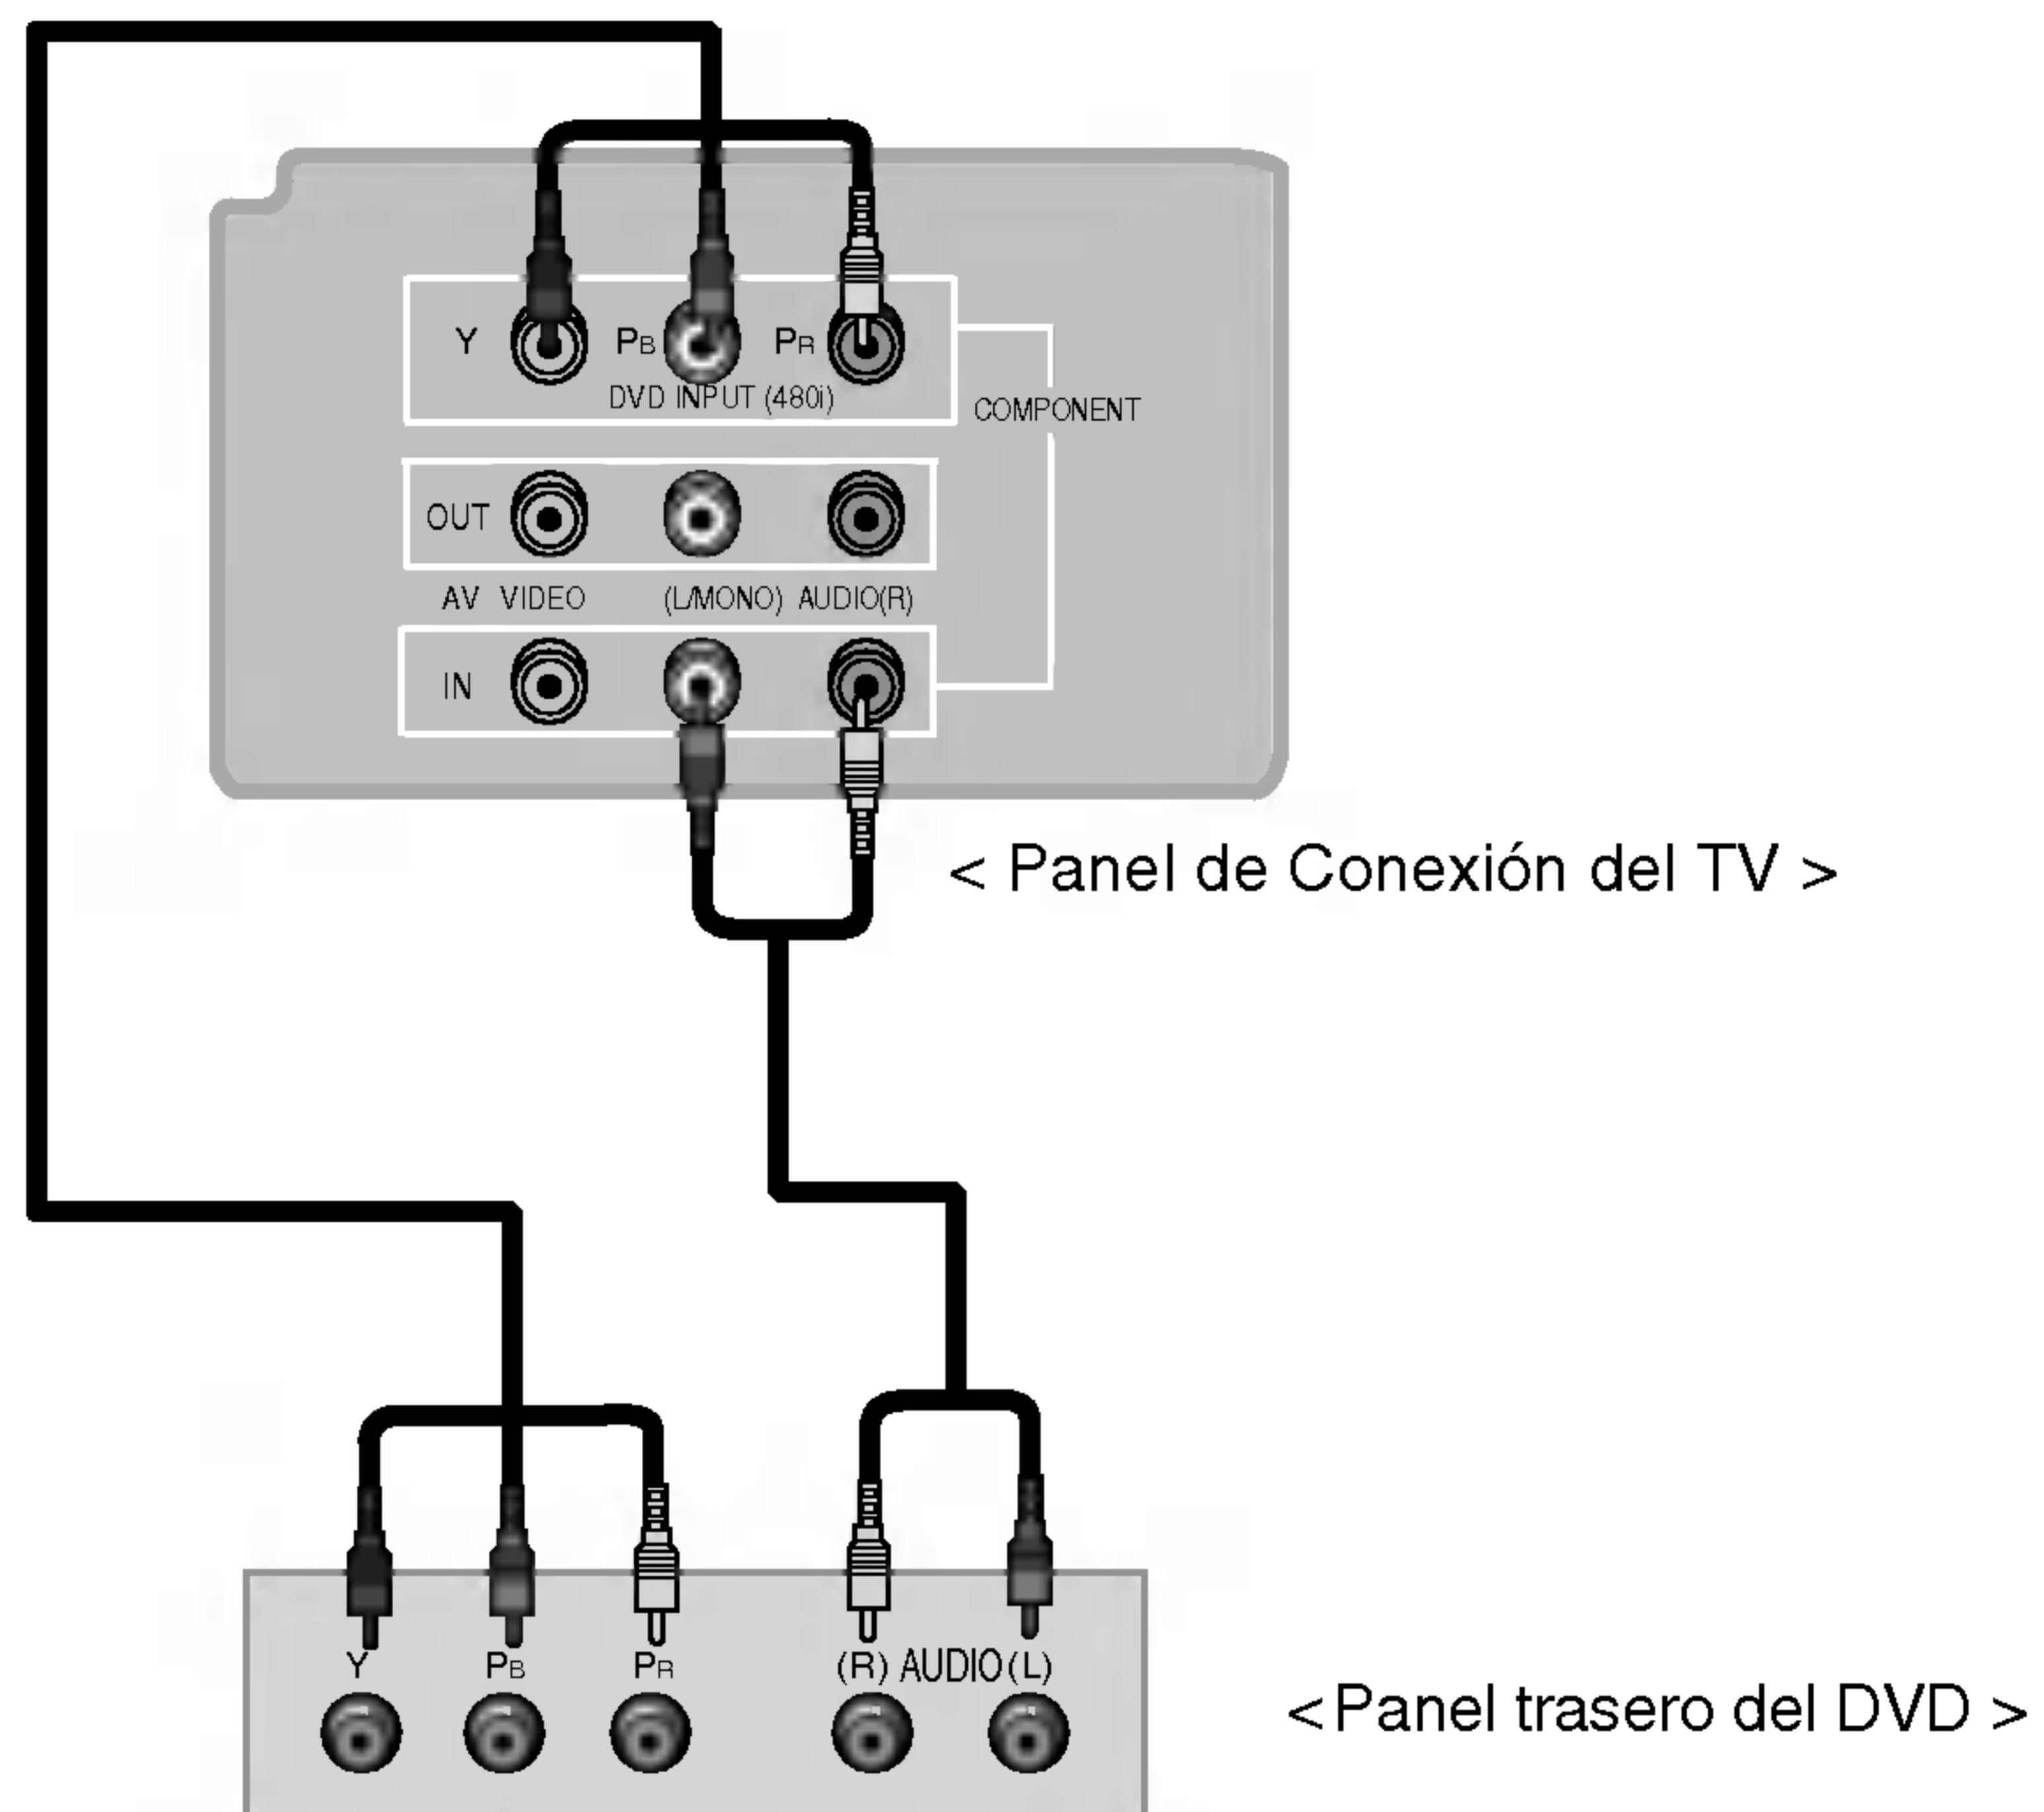 Y PB PR
DVD INPUT (480i)
COMPONENT
OUT
AV VIDEO (L/MONO) AUDIO(R)
IN
< Panel de Conexión del TV >
Y PB PR (R) AUDIO (L)
<Panel trasero del DVD >